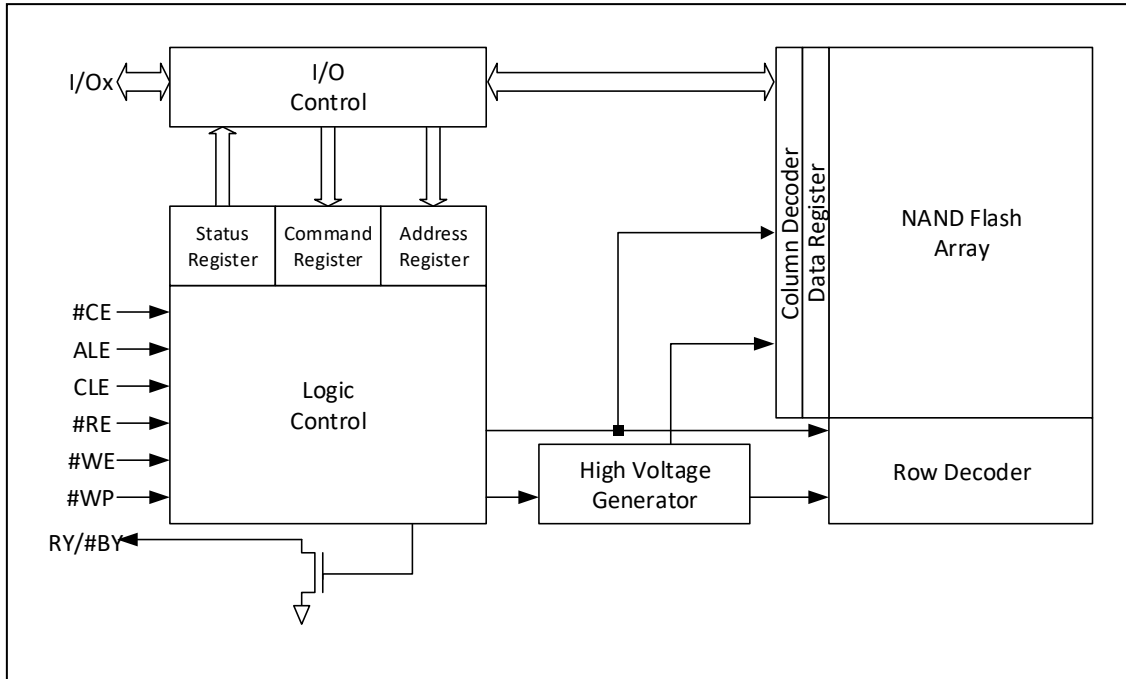 I/Ox
I/O
Control
Status
Register
Command
Register
Address
Register
Column Decoder
Data Register
NAND Flash
Array
#CE
ALE
CLE
#RE
#WE
#WP
RY/#BY
Logic
Control
High Voltage
Generator
Row Decoder